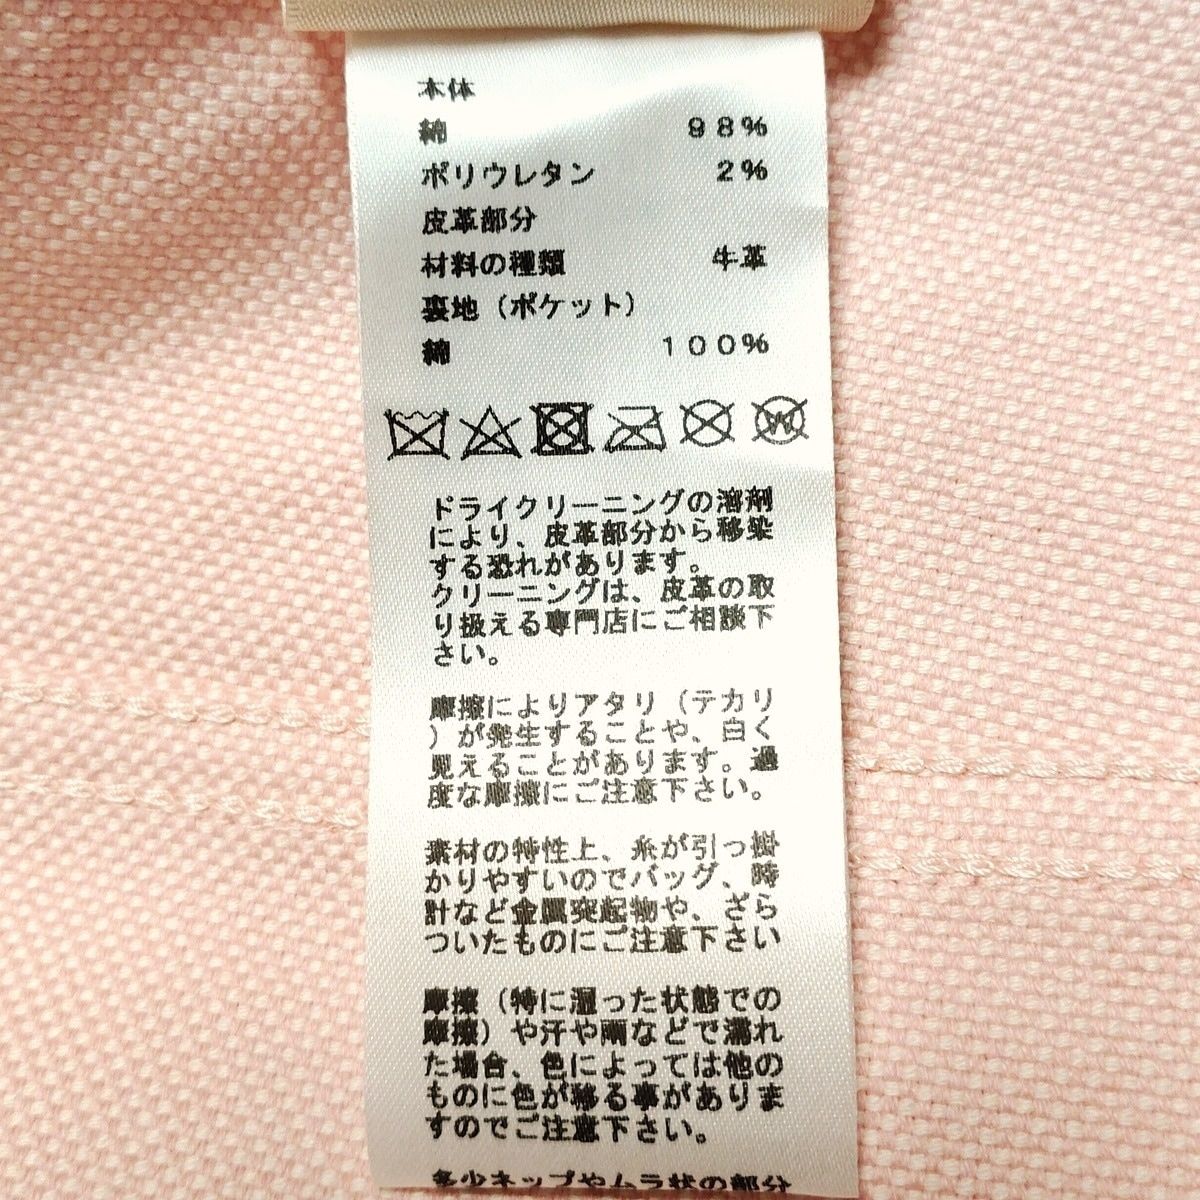 本体
綿 98%
ポリウレタン 2%
皮革部分
材料の種類 牛革
裏地（ポケット）
綿 100%
W
ドライクリーニングの溶剤
により、皮革部分から移染
する恐れがあります。
クリーニングは、皮革の取
り扱える専門店にご相談下
さい。
摩擦によりアタリ（テカリ
）が発生することや、白く
見えることがあります。過
度な摩擦にご注意下さい。
素材の特性上、糸が引っ掛
かりやすいのでバッグ、時
計など金属突起物や、ざら
ついたものにご注意下さい
摩擦（特に湿った状態での
摩擦）や汗や雨などで濡れ
た場合、色によっては他の
ものに色が移る事がありま
すのでご注意下さい。
多少ネップやムラ状の部分